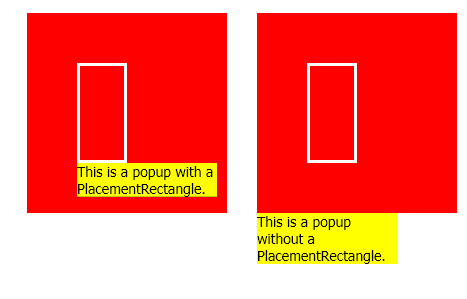 This is a popup with a
PlacementRectangle.
This is a popup
without a
PlacementRectangle.